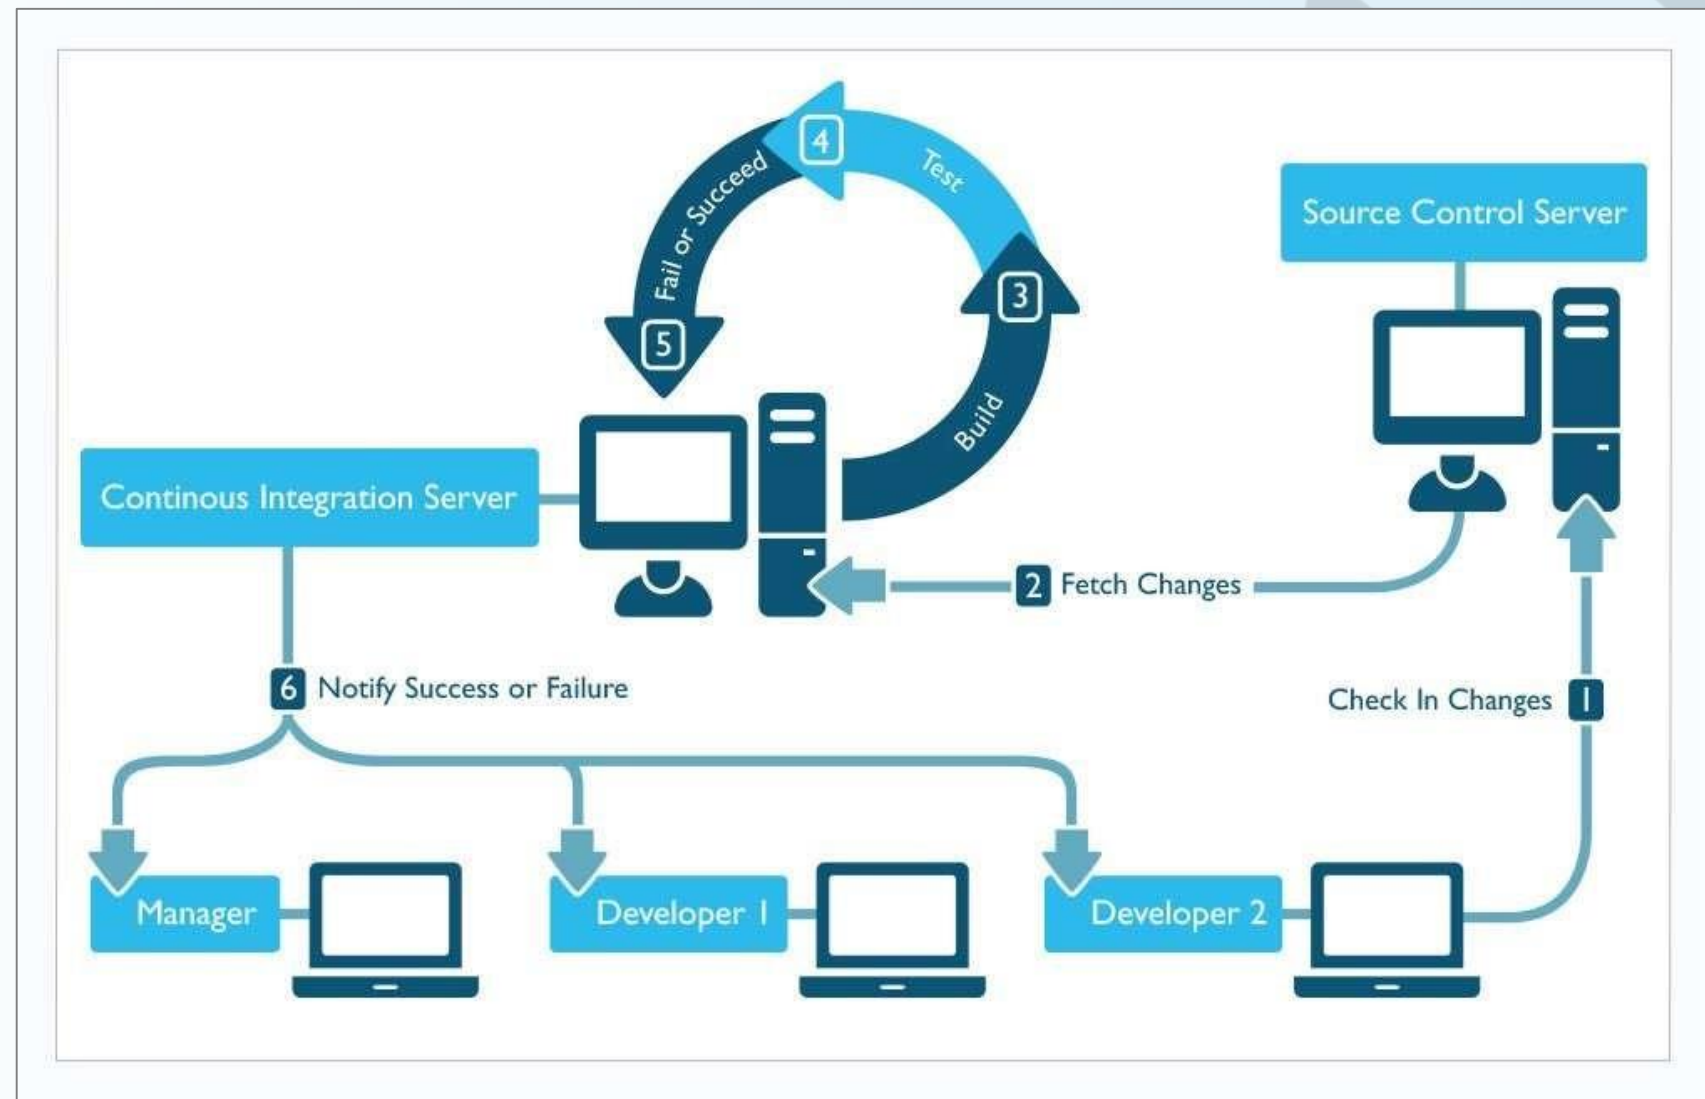 4
Test
Fail or Succeed
Source Control Server
3
5
Build
Continous Integration Server
2 Fetch Changes
6 Notify Success or Failure
Check In Changes 1
Manager
Developer 1
Developer 2